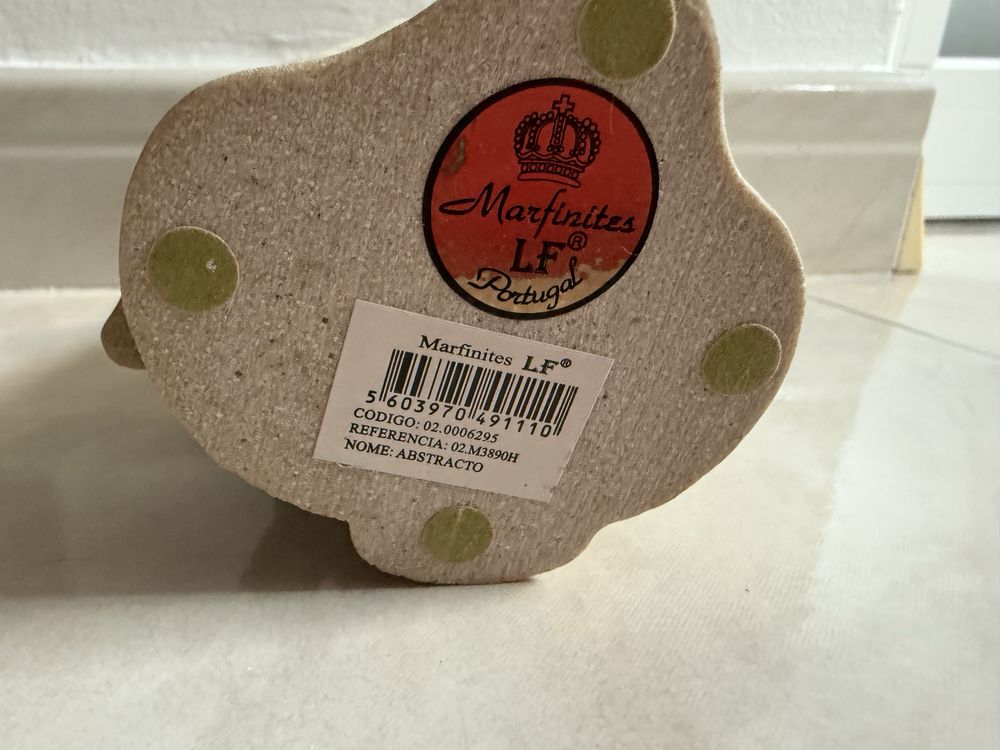 Marfinites
LF®
Portugal
Marfinites LF®
5 603970 491110
CODIGO: 02.0006295
REFERENCIA: 02.M3890H
NOME: ABSTRACTO